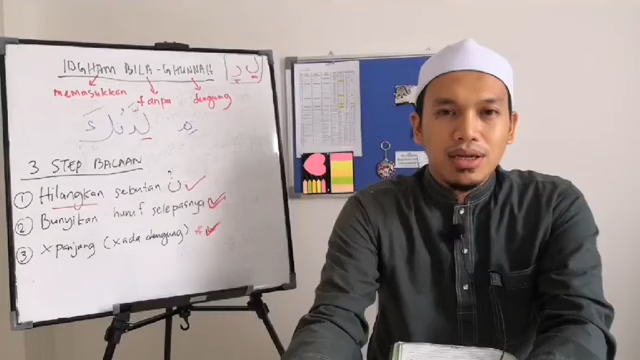 IDGHAM BILA-GHUNNAH
memasukkan tanpa dengung
3 STEP BACAAN
① Hilangkan sebutan نْ ✓
② Bunyikan huruf selepasnya ✓
③ x panjang (x ada dengung) ✓